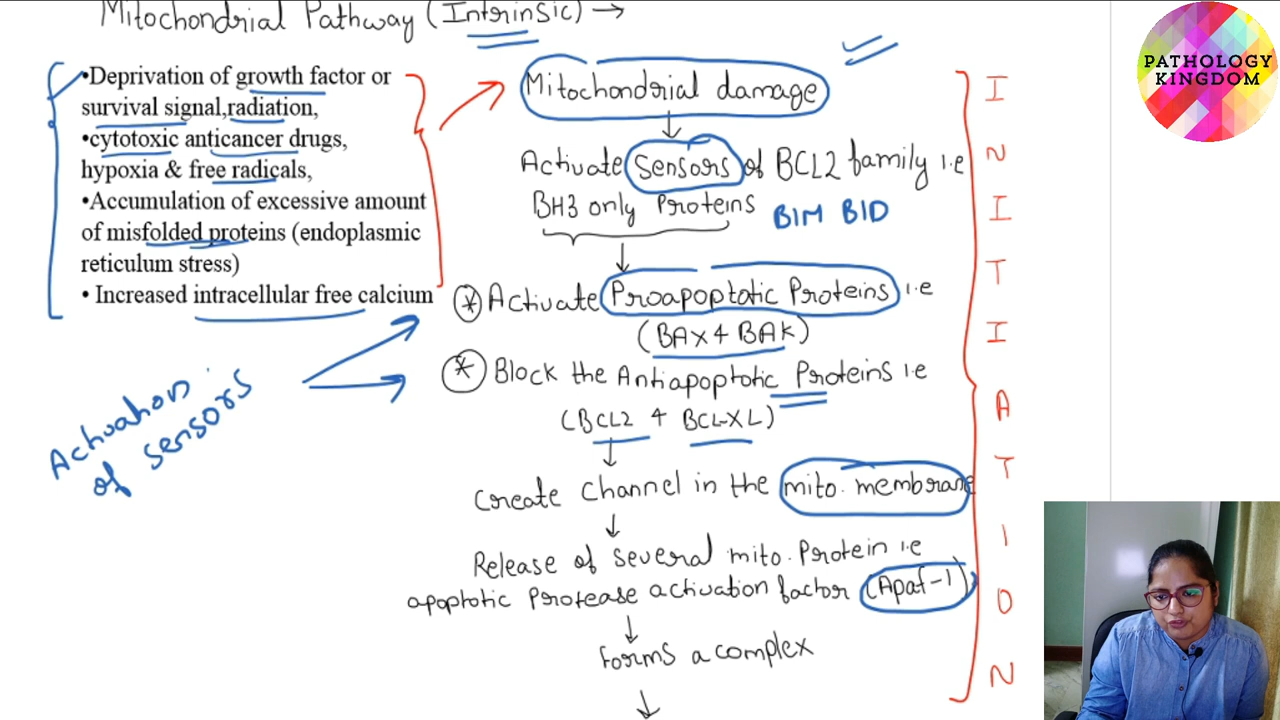 Mitochondrial Pathway (Intrinsic) →
•Deprivation of growth factor or
survival signal,radiation,
•cytotoxic anticancer drugs,
hypoxia & free radicals,
•Accumulation of excessive amount
of misfolded proteins (endoplasmic
reticulum stress)
• Increased intracellular free calcium
Activation
of sensors
Mitochondrial damage
Activate Sensors of BCL2 family i.e
BH3 only Proteins BIM BID
* Activate Proapoptotic Proteins i.e
(BAX & BAK)
* Block the Antiapoptotic Proteins i.e
(BCL2 & BCL-XL)
Create Channel in the mito. membrane
Release of several mito. Protein i.e
apoptotic Protease activation factor (Apaf-1)
Forms a complex
I
N
I
T
I
A
T
I
O
N
PATHOLOGY
KINGDOM